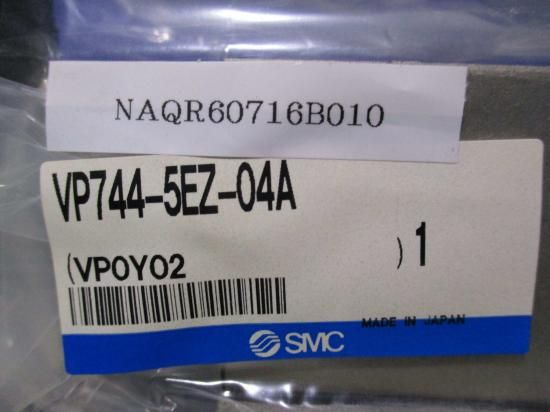 NAQR60716B010
VP744-5EZ-04A
(VP0Y02 ) 1
MADE IN JAPAN
SMC